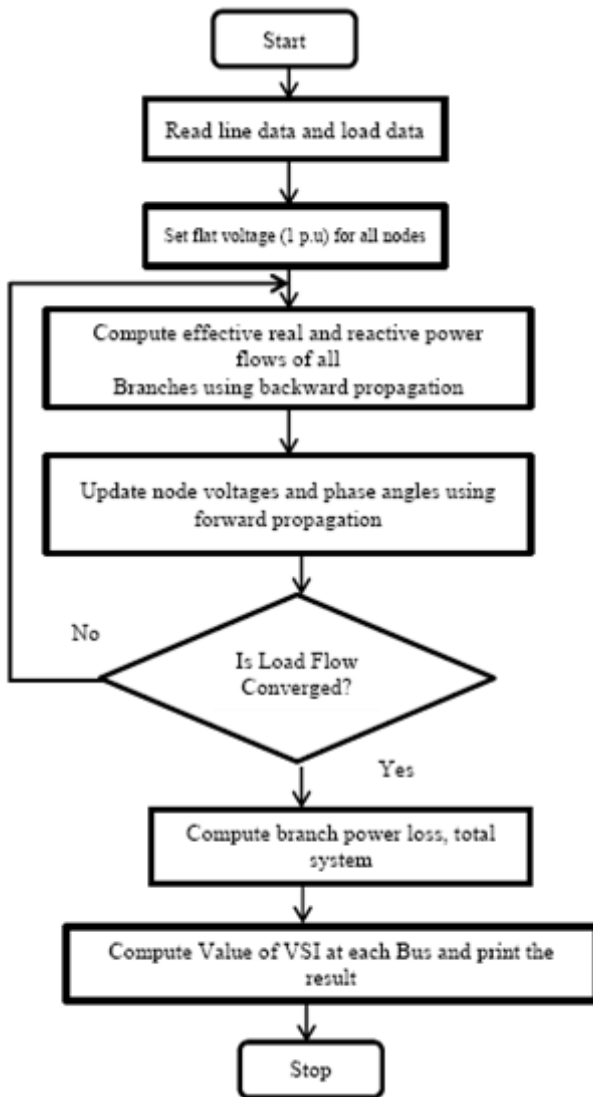 Start
Read line data and load data
Set flat voltage (1 p.u) for all nodes
Compute effective real and reactive power
flows of all
Branches using backward propagation
Update node voltages and phase angles using
forward propagation
No
Is Load Flow
Converged?
Yes
Compute branch power loss, total
system
Compute Value of VSI at each Bus and print the
result
Stop